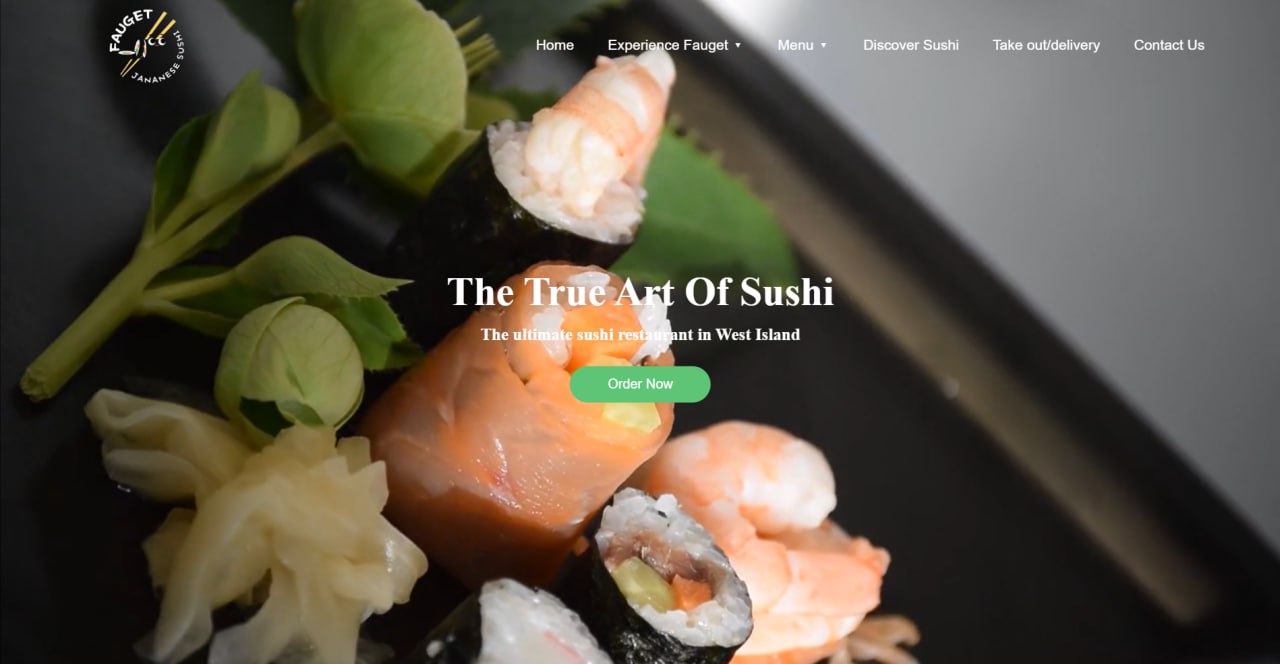 FAUGET
JANANESE SUSHI
Home Experience Fauget Menu Discover Sushi Take out/delivery Contact Us
The True Art Of Sushi
The ultimate sushi restaurant in West Island
Order Now